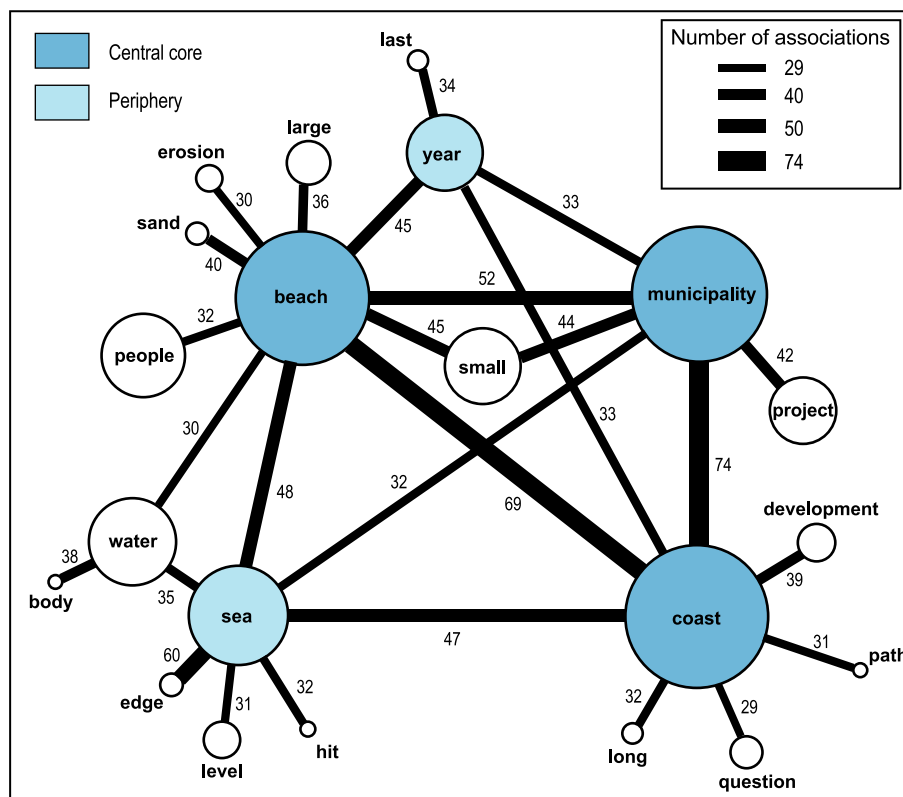 Central core
Periphery
Number of associations
29
40
50
74
last
34
year
large
erosion
30
36
sand
40
45
33
beach
52
municipality
people
32
45
small
44
42
project
30
48
32
69
33
74
development
39
water
38
body
35
sea
47
coast
31
path
60
edge
31
level
32
hit
32
long
29
question